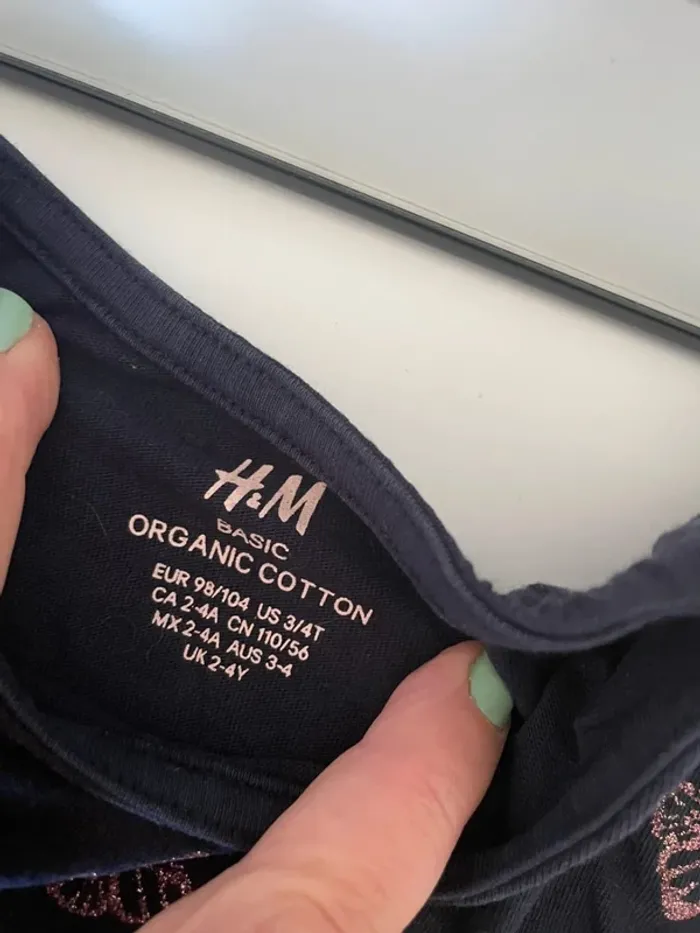 H&M
BASIC
ORGANIC COTTON
EUR 98/104 US 3/4T
CA 2-4A CN 110/56
MX 2-4A AUS 3-4
UK 2-4Y